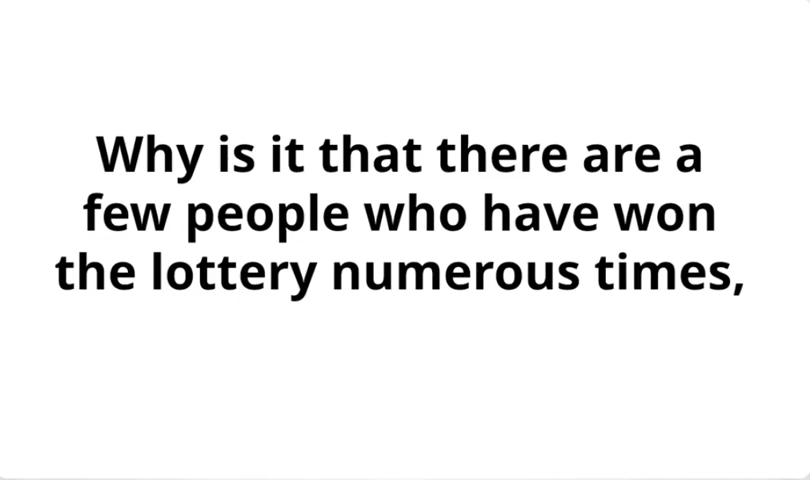 Why is it that there are a
few people who have won
the lottery numerous times,